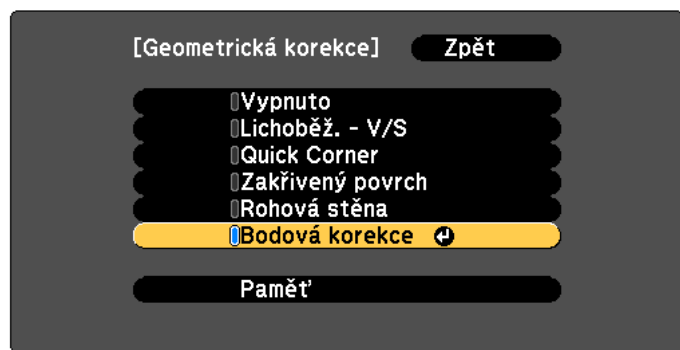 [Geometrická korekce] Zpět
Vypnuto
Lichoběž. - V/S
Quick Corner
Zakřivený povrch
Rohová stěna
Bodová korekce
Paměť